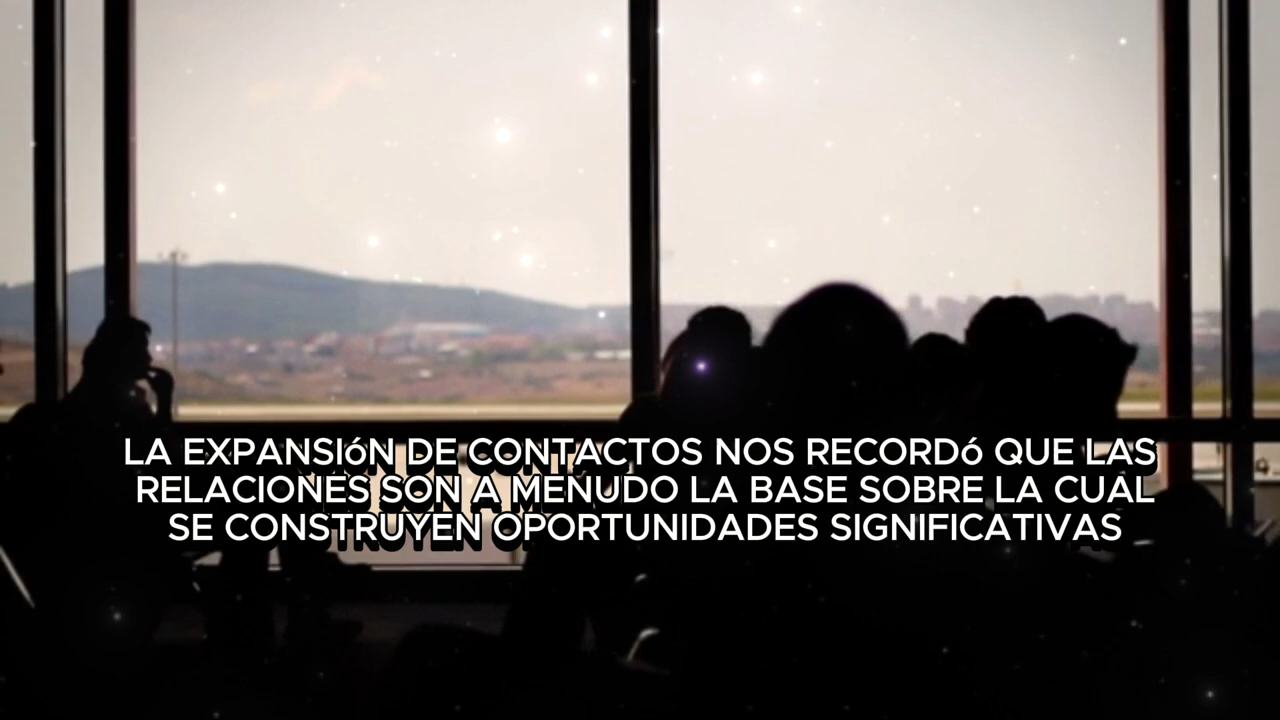 LA EXPANSIóN DE CONTACTOS NOS RECORDó QUE LAS
RELACIONES SON A MENUDO LA BASE SOBRE LA CUAL
SE CONSTRUYEN OPORTUNIDADES SIGNIFICATIVAS